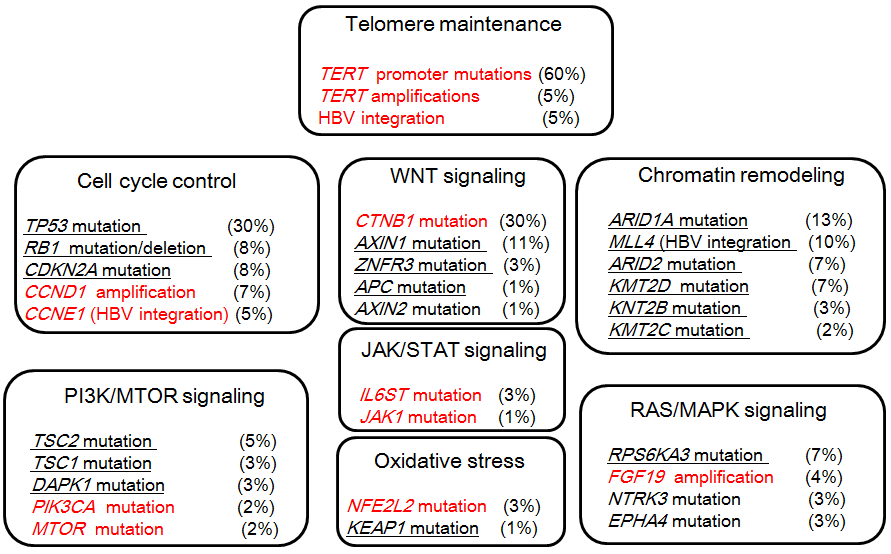 Telomere maintenance
TERT promoter mutations (60%)
TERT amplifications (5%)
HBV integration (5%)
Cell cycle control
TP53 mutation (30%)
RB1 mutation/deletion (8%)
CDKN2A mutation (8%)
CCND1 amplification (7%)
CCNE1 (HBV integration) (5%)
WNT signaling
CTNB1 mutation (30%)
AXIN1 mutation (11%)
ZNFR3 mutation (3%)
APC mutation (1%)
AXIN2 mutation (1%)
Chromatin remodeling
ARID1A mutation (13%)
MLL4 (HBV integration (10%)
ARID2 mutation (7%)
KMT2D mutation (7%)
KNT2B mutation (3%)
KMT2C mutation (2%)
JAK/STAT signaling
IL6ST mutation (3%)
JAK1 mutation (1%)
PI3K/MTOR signaling
TSC2 mutation (5%)
TSC1 mutation (3%)
DAPK1 mutation (3%)
PIK3CA mutation (2%)
MTOR mutation (2%)
Oxidative stress
NFE2L2 mutation (3%)
KEAP1 mutation (1%)
RAS/MAPK signaling
RPS6KA3 mutation (7%)
FGF19 amplification (4%)
NTRK3 mutation (3%)
EPHA4 mutation (3%)